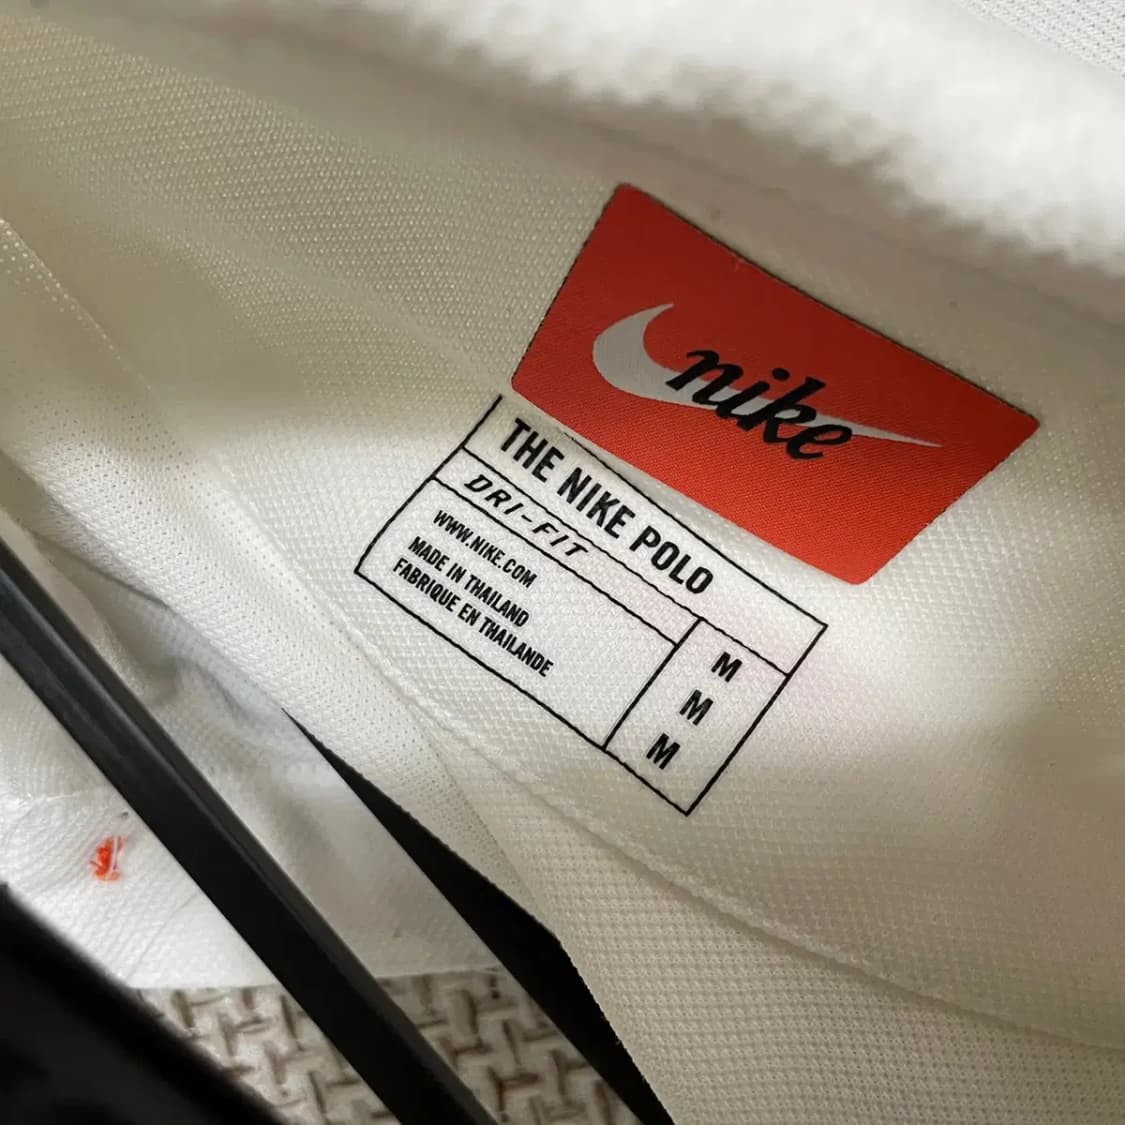 nike
THE NIKE POLO
DRI-FIT
WWW.NIKE.COM
MADE IN THAILAND
FABRIQUE EN THAILANDE
M
M
M